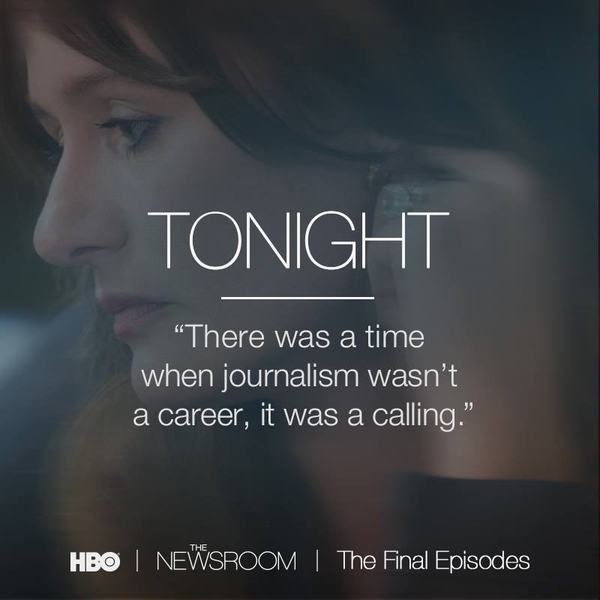 TONIGHT
“There was a time
when journalism wasn’t
a career, it was a calling.”
HBO | THE NEWSROOM | The Final Episodes